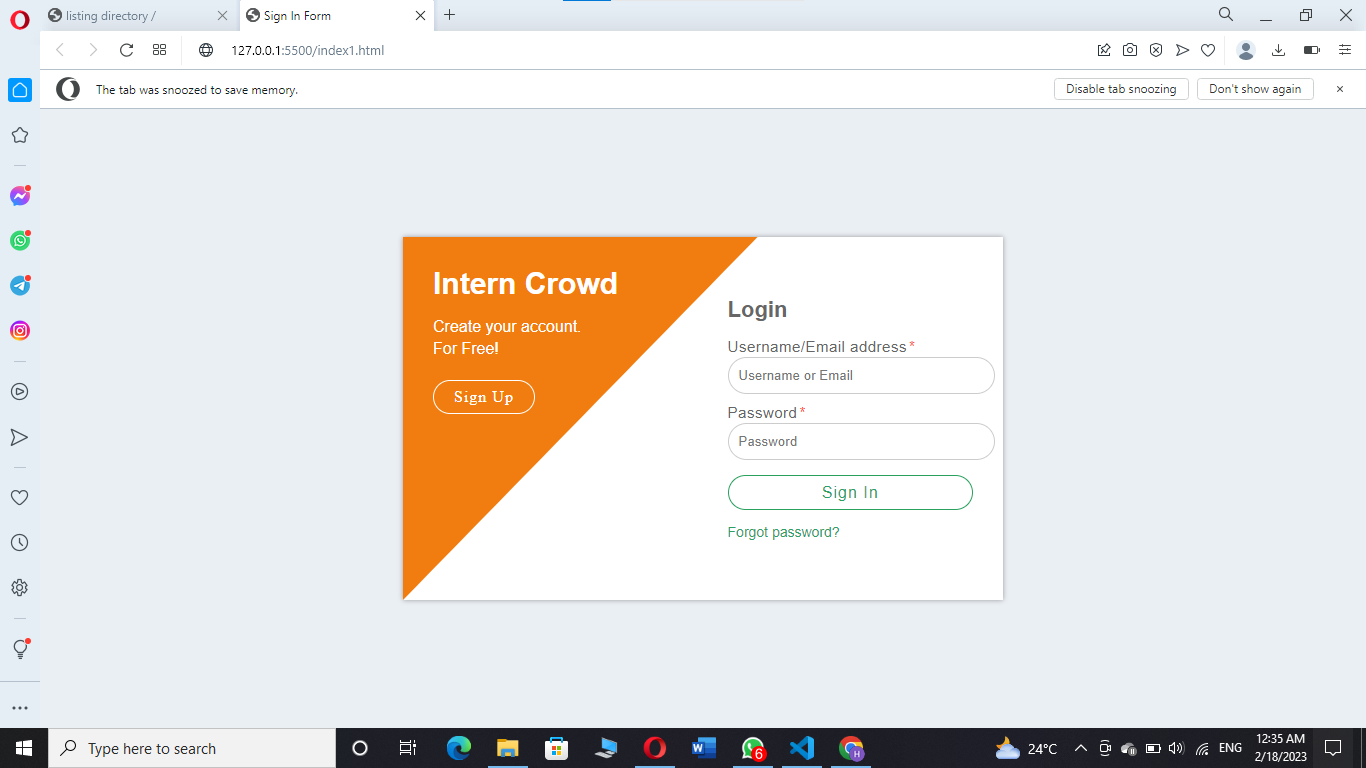 listing directory /
Sign In Form
127.0.0.1:5500/index1.html
The tab was snoozed to save memory.
Disable tab snoozing
Don't show again
Intern Crowd
Create your account.
For Free!
Sign Up
Login
Username/Email address*
Username or Email
Password*
Password
Sign In
Forgot password?
Type here to search
W
6
H
24°C
ENG
12:35 AM
2/18/2023